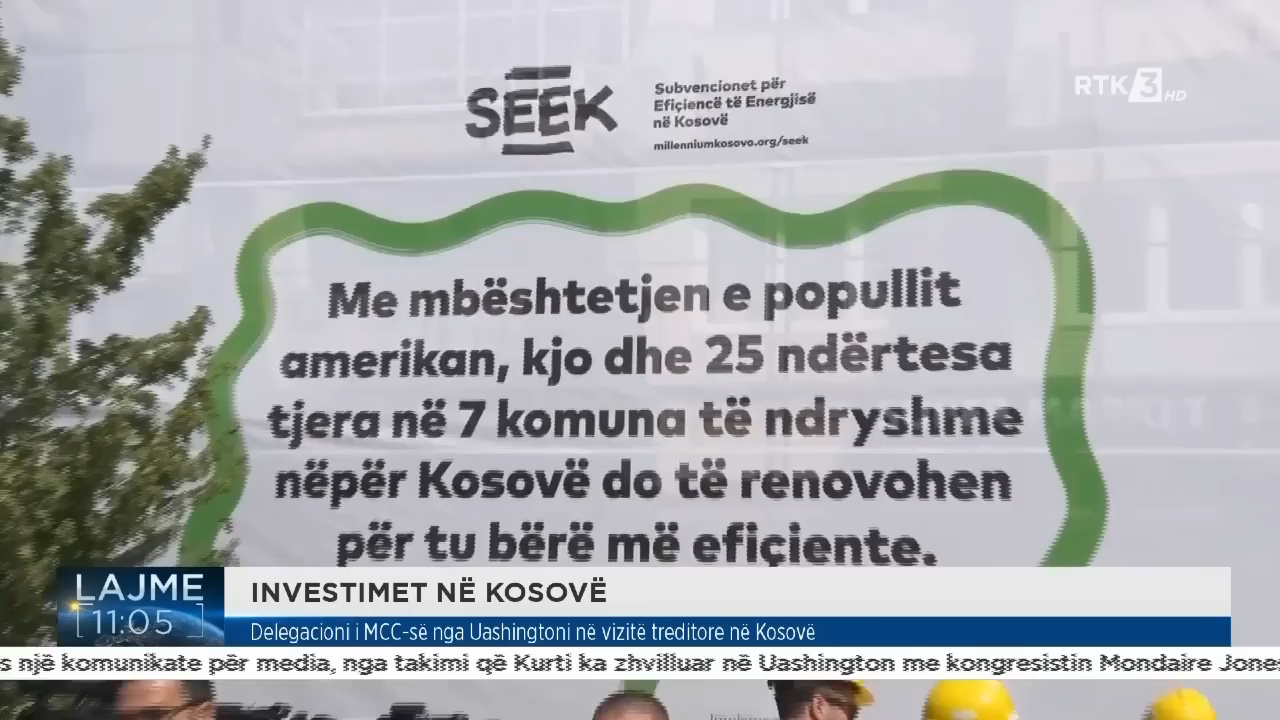 SEEK
Subvencionet për
Efiçiencë të Energjisë
në Kosovë
millenniumkosovo.org/seek
RTK 3 HD
Me mbështetjen e popullit
amerikan, kjo dhe 25 ndërtesa
tjera në 7 komuna të ndryshme
nëpër Kosovë do të renovohen
për tu bërë më efiçiente.
LAJME
11:05
INVESTIMET NË KOSOVË
Delegacioni i MCC-së nga Uashingtoni në vizitë treditore në Kosovë
një komunikate për media, nga takimi që Kurti ka zhvilluar në Uashington me kongresistin Mondaire Jones